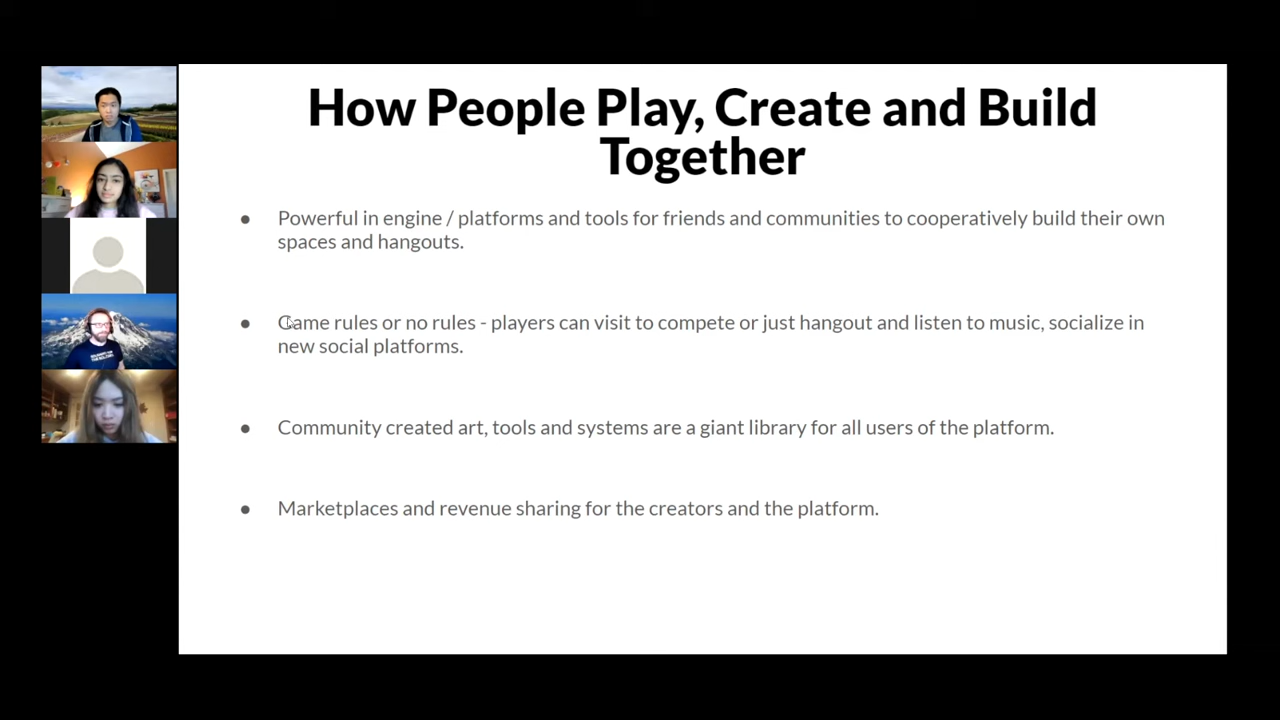 How People Play, Create and Build
Together
● Powerful in engine / platforms and tools for friends and communities to cooperatively build their own
spaces and hangouts.
● Game rules or no rules - players can visit to compete or just hangout and listen to music, socialize in
new social platforms.
● Community created art, tools and systems are a giant library for all users of the platform.
● Marketplaces and revenue sharing for the creators and the platform.